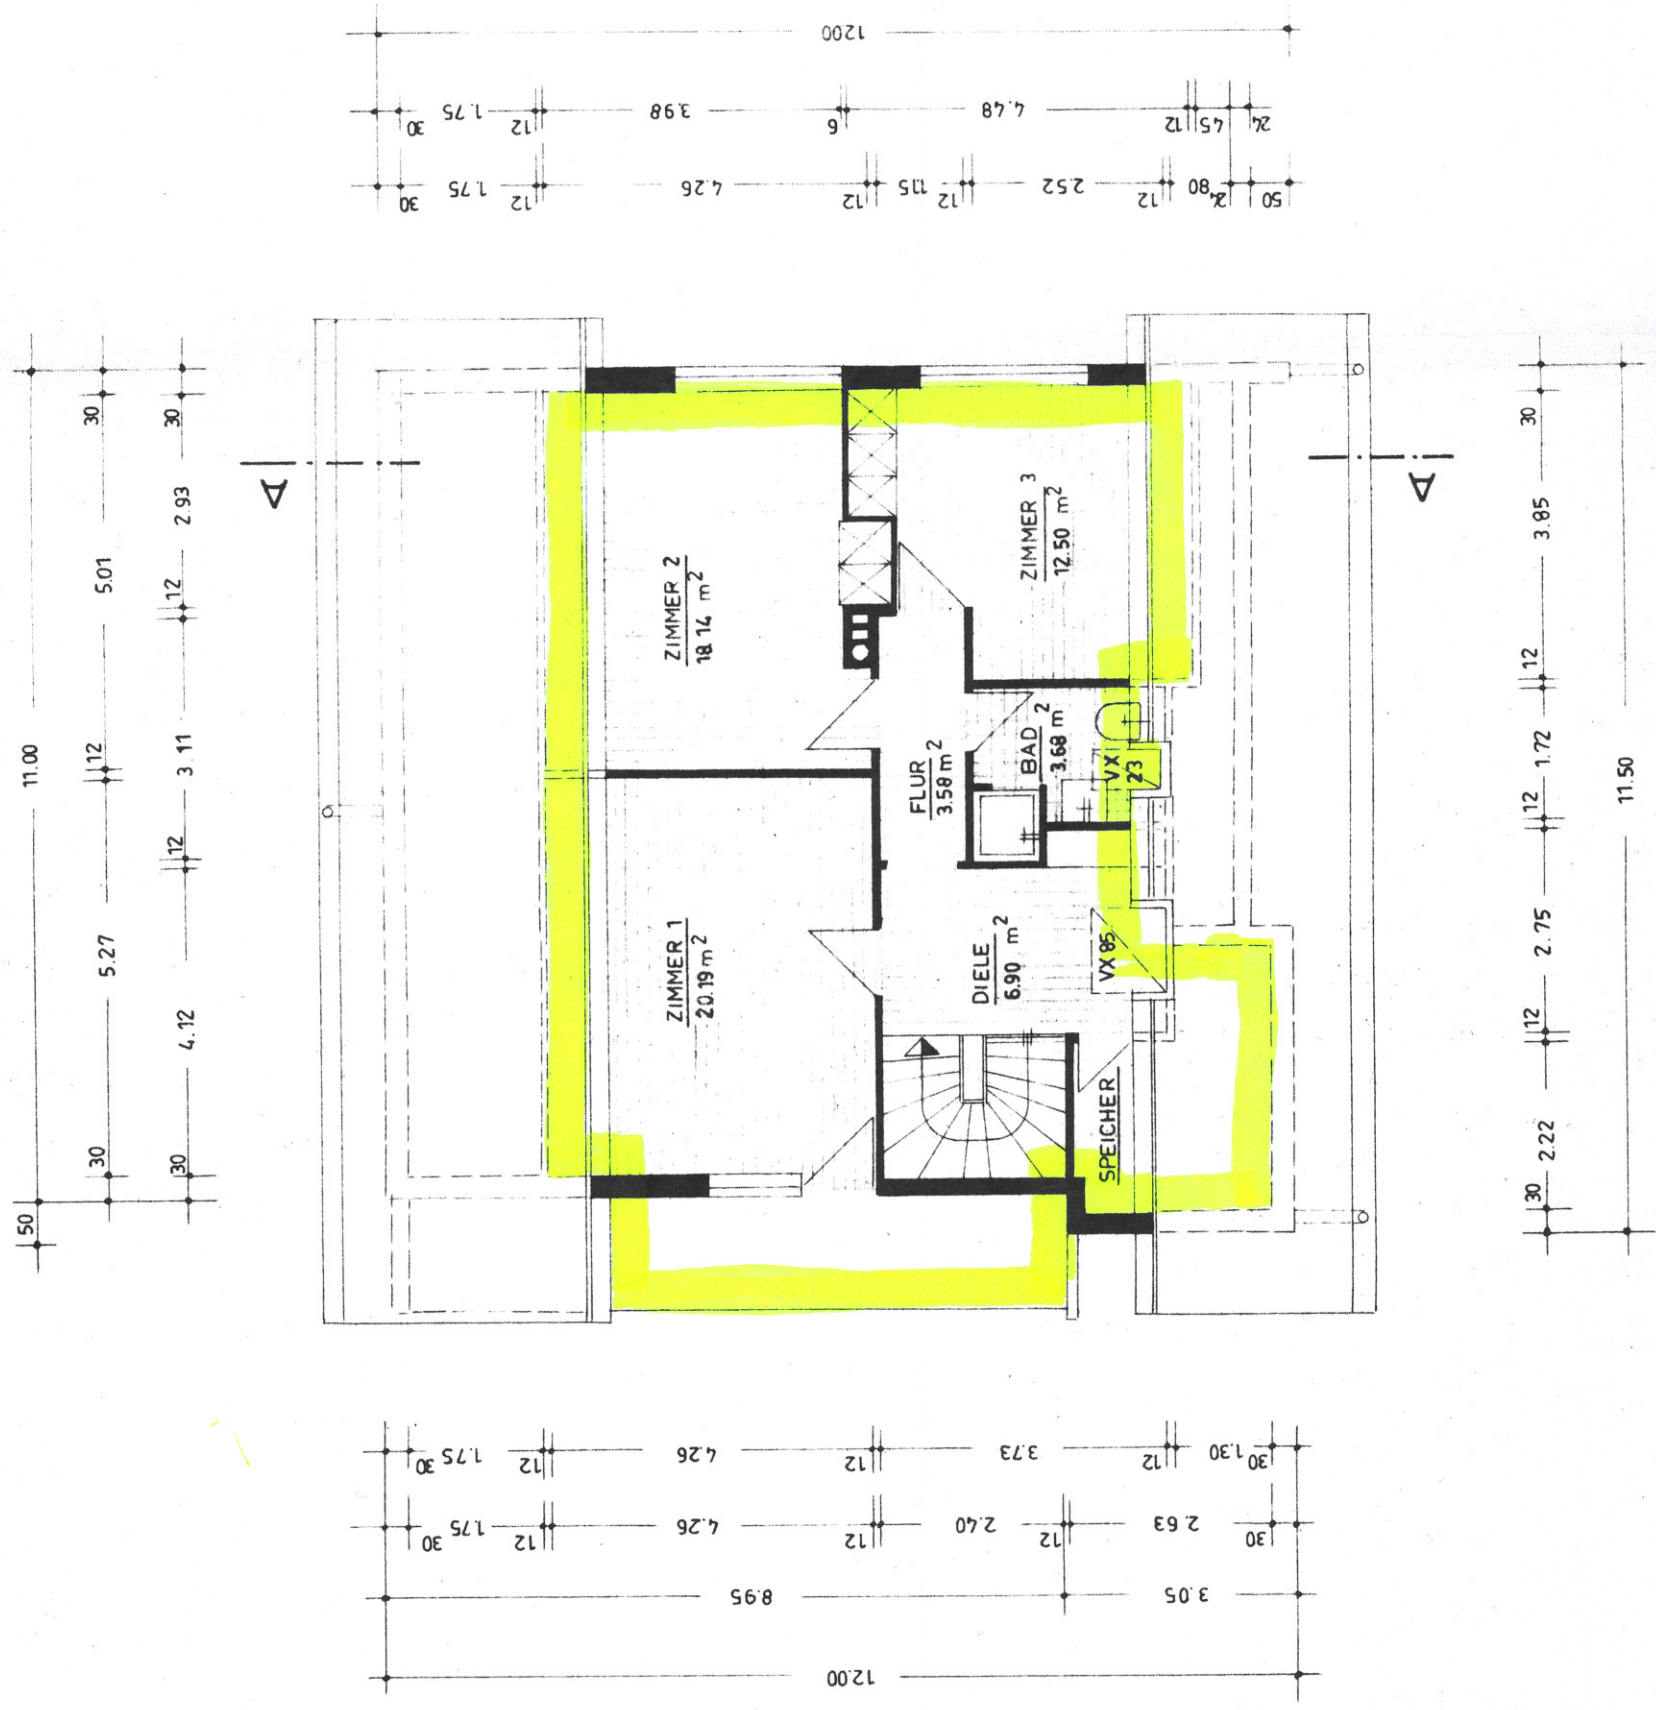 12.00
30 1.75 12 3.98 6 4.48 12 45 24
30 1.75 12 4.26 12 1.15 12 2.52 12 80 24 50
11.00
50
30 5.01 12 5.27 30
30 2.93 12 3.11 12 4.12 30
A
A
ZIMMER 2
18.14 m²
ZIMMER 3
12.50 m²
BAD
3.68 m²
VX
23
FLUR
3.58 m²
ZIMMER 1
20.19 m²
DIELE
6.90 m²
VX 85
SPEICHER
30 3.85 12 1.72 12 2.75 12 2.22 30
11.50
30 1.75 12 4.26 12 3.73 12 1.30 30
30 1.75 12 4.26 12 2.40 12 2.63 30
8.95 3.05
12.00